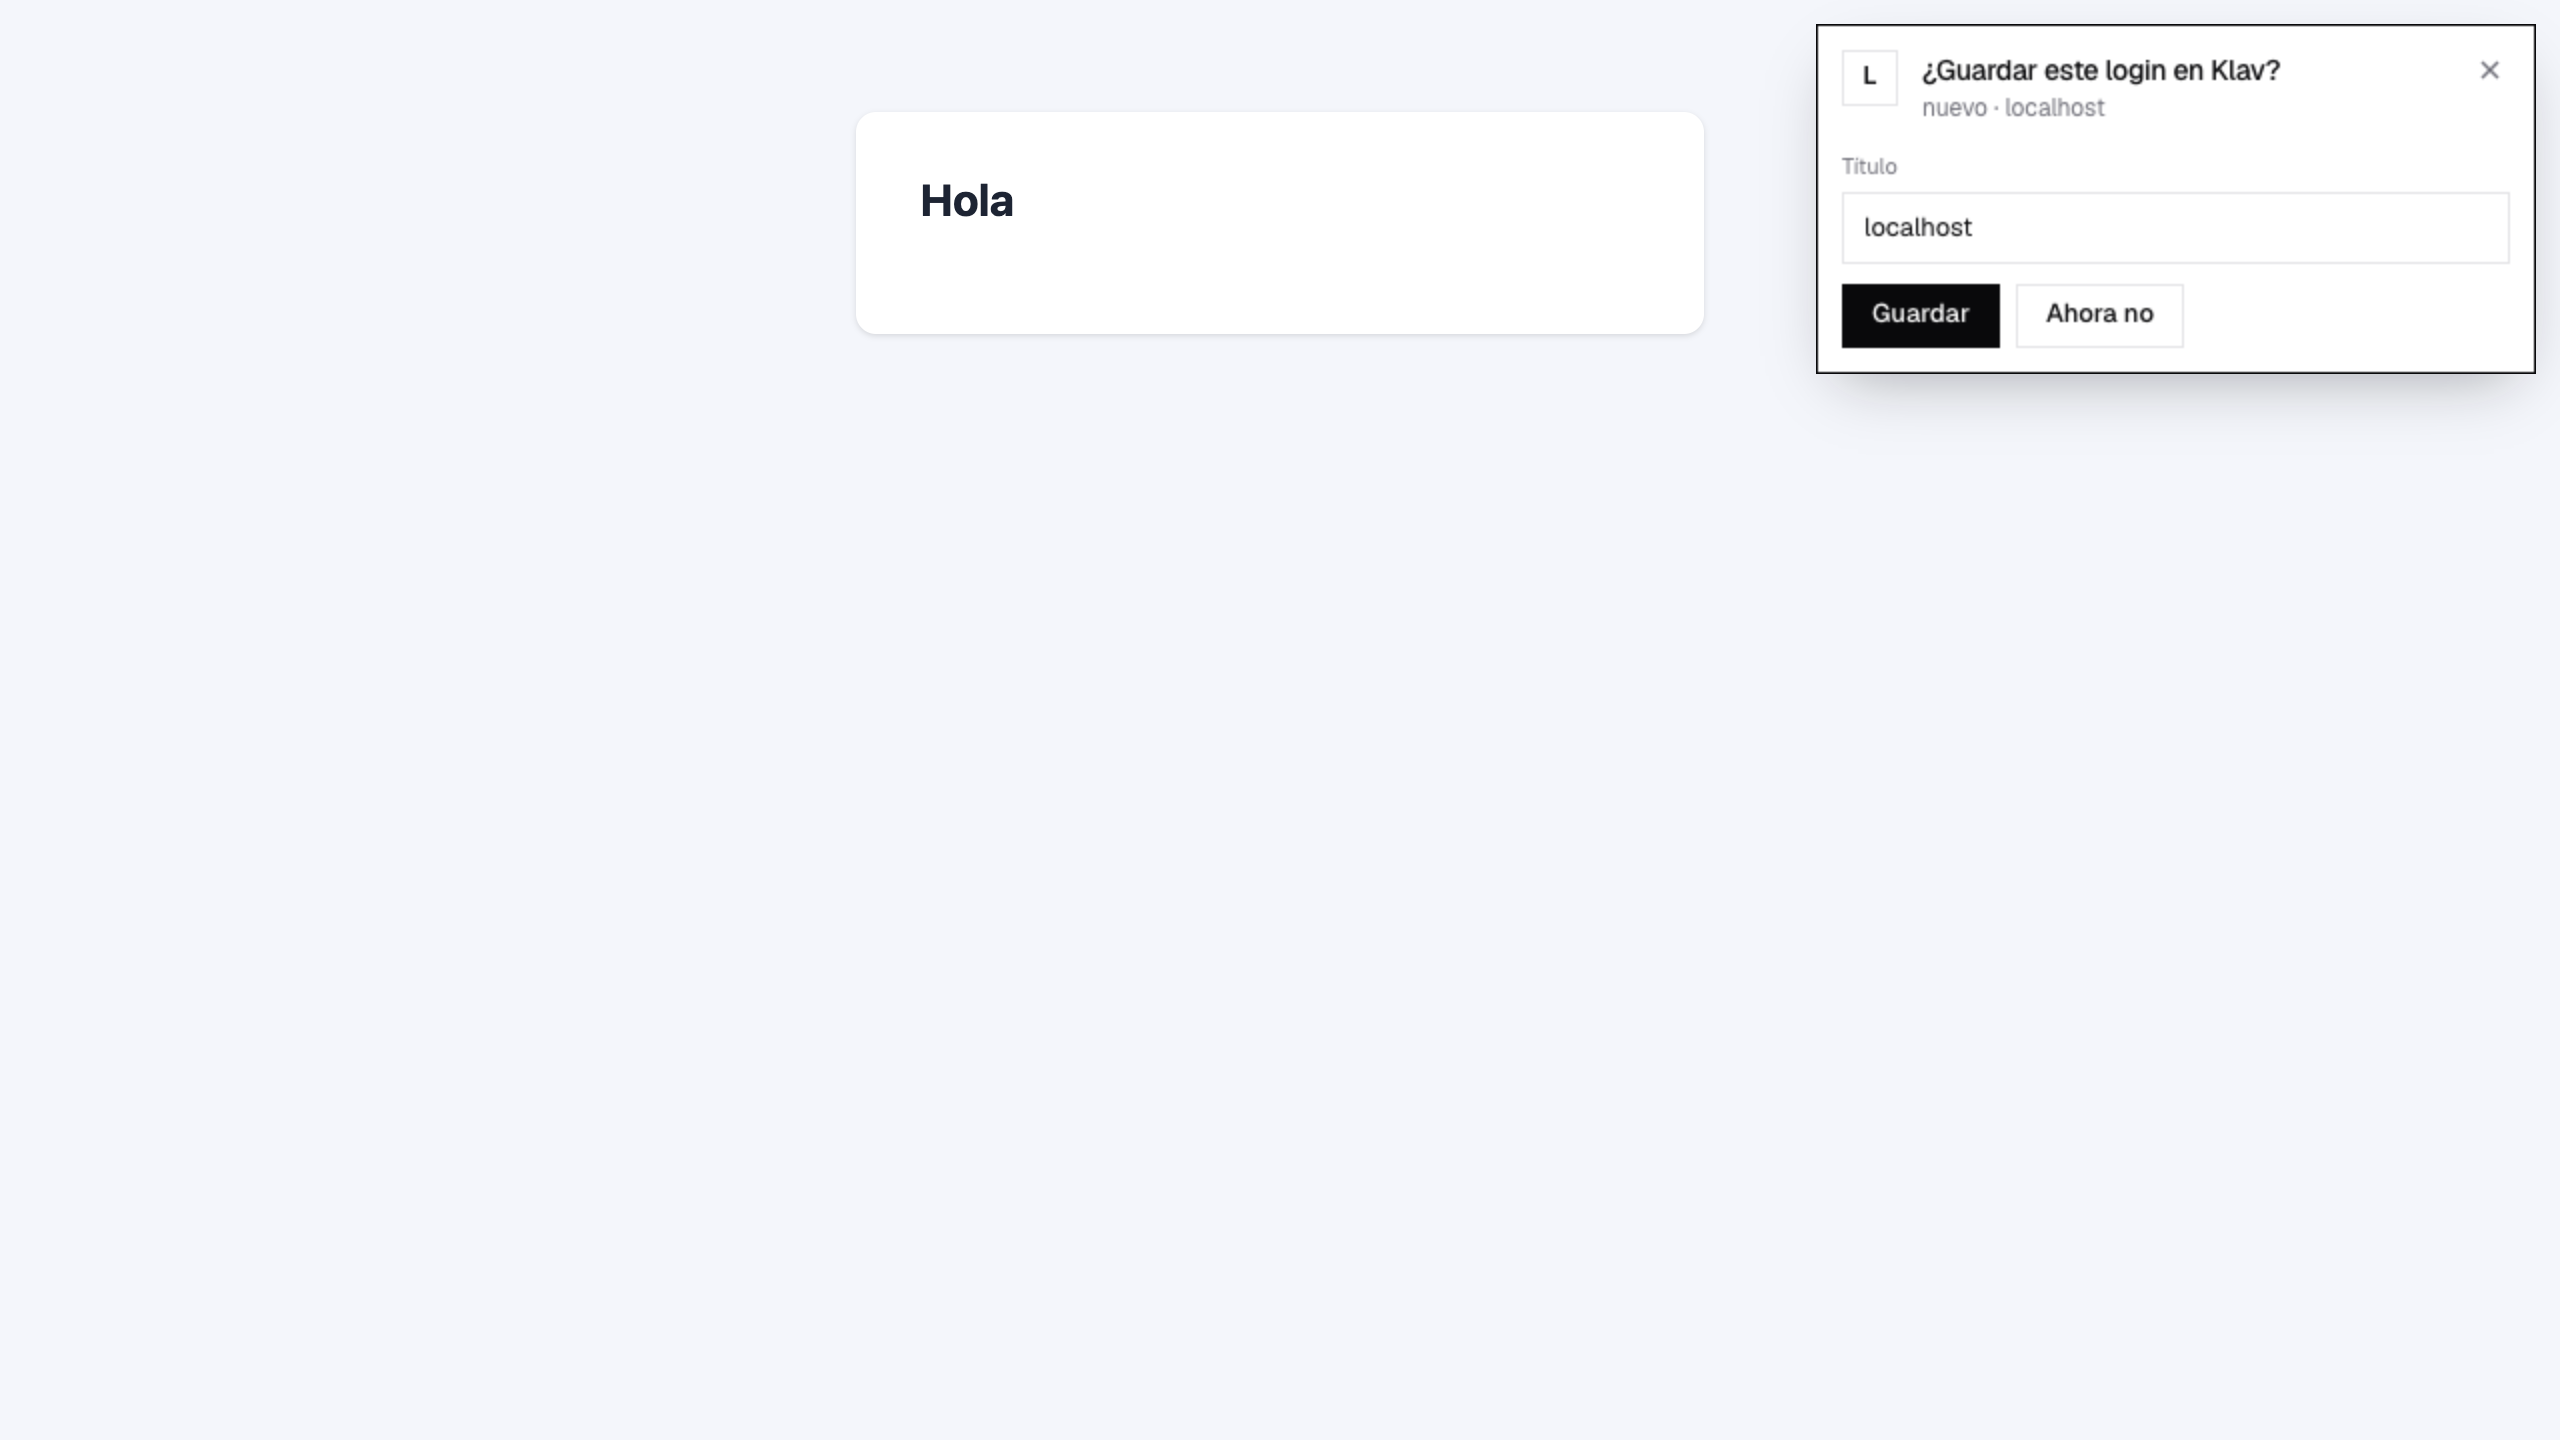 Hola
L
¿Guardar este login en Klav?
nuevo · localhost
Título
localhost
Guardar
Ahora no